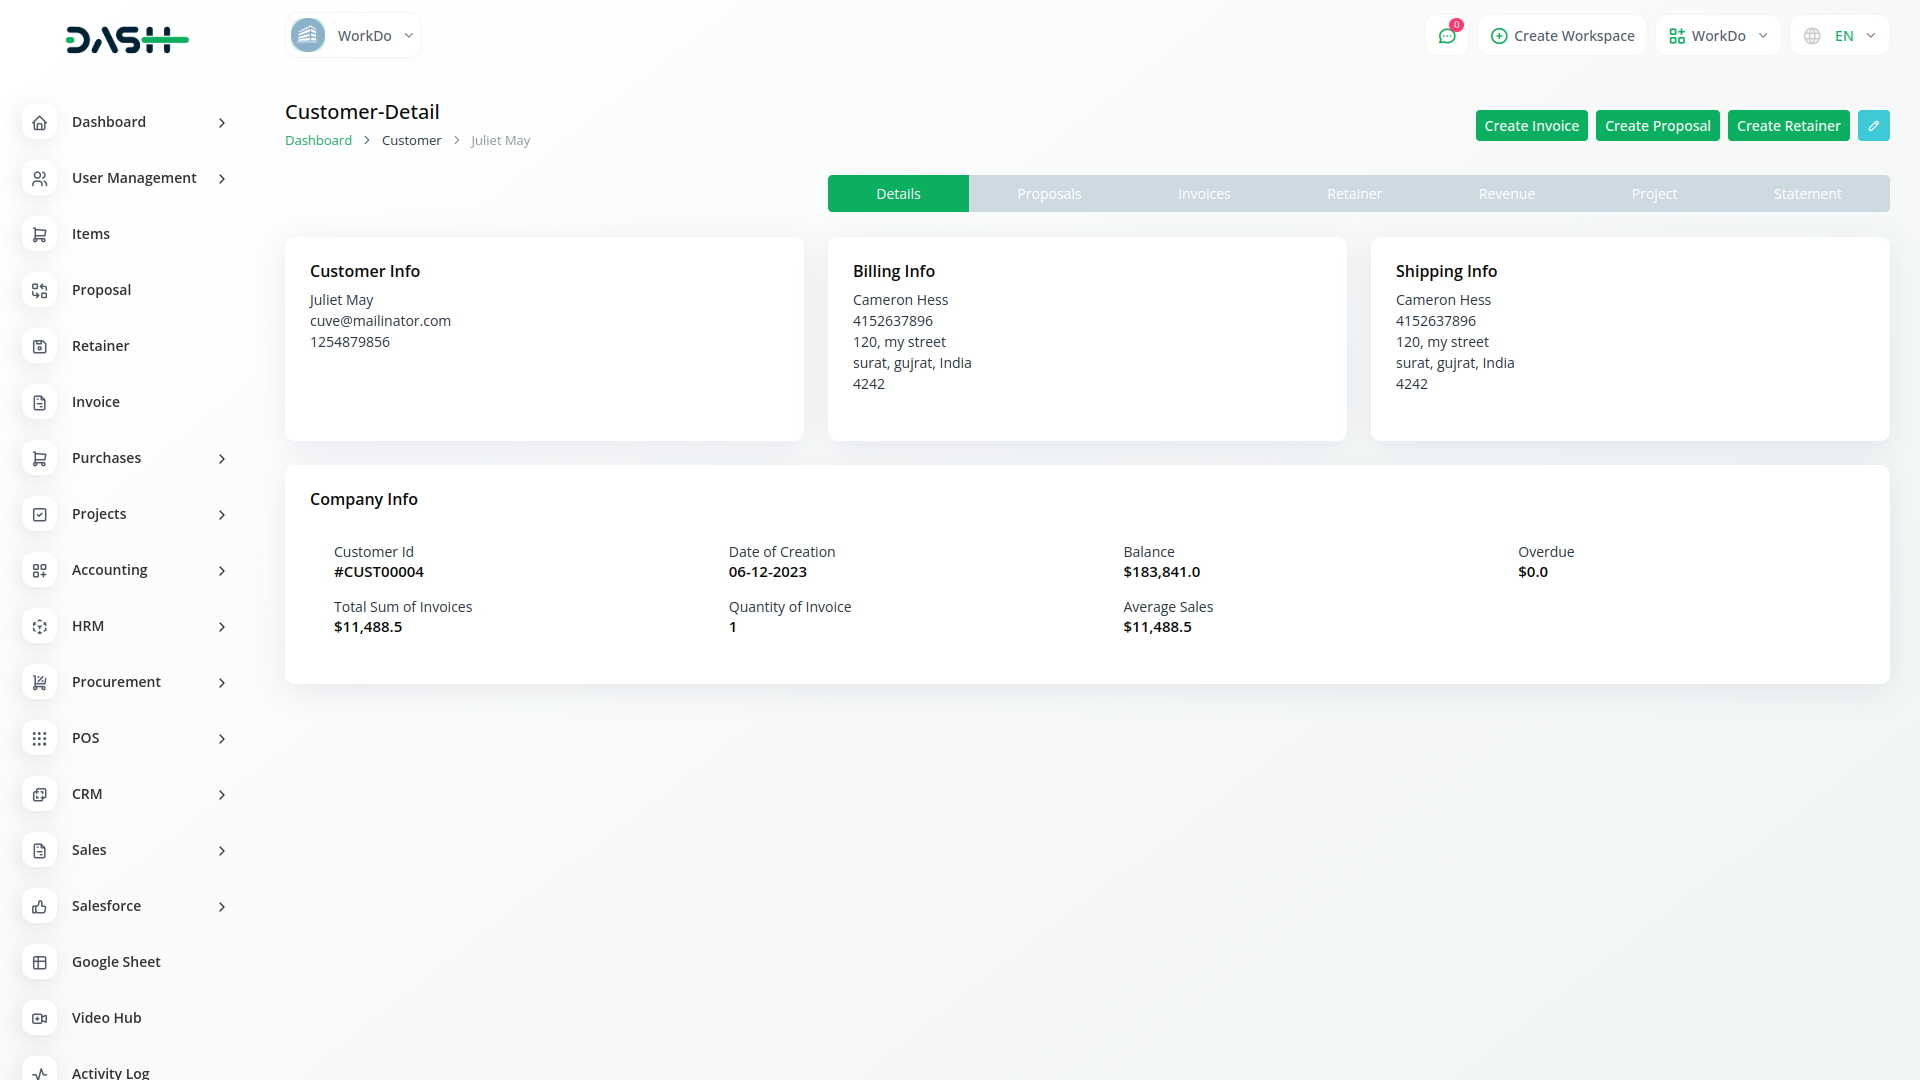 DASH
WorkDo
0
Create Workspace
WorkDo
EN
Dashboard
User Management
Items
Proposal
Retainer
Invoice
Purchases
Projects
Accounting
HRM
Procurement
POS
CRM
Sales
Salesforce
Google Sheet
Video Hub
Activity Log
Customer-Detail
Dashboard > Customer > Juliet May
Create Invoice
Create Proposal
Create Retainer
Details
Proposals
Invoices
Retainer
Revenue
Project
Statement
Customer Info
Juliet May
cuve@mailinator.com
1254879856
Billing Info
Cameron Hess
4152637896
120, my street
surat, gujrat, India
4242
Shipping Info
Cameron Hess
4152637896
120, my street
surat, gujrat, India
4242
Company Info
Customer Id
#CUST00004
Date of Creation
06-12-2023
Balance
$183,841.0
Overdue
$0.0
Total Sum of Invoices
$11,488.5
Quantity of Invoice
1
Average Sales
$11,488.5